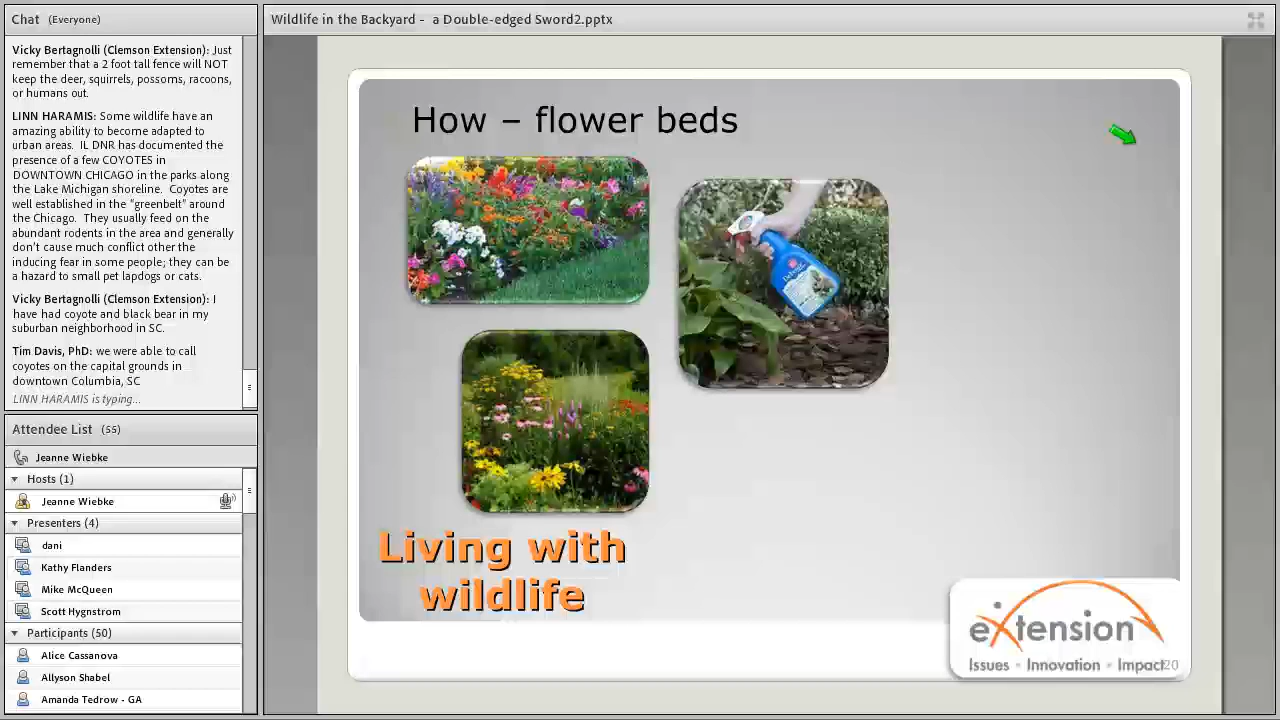 Chat (Everyone)
Vicky Bertagnolli (Clemson Extension): Just
remember that a 2 foot tall fence will NOT
keep the deer, squirrels, possoms, racoons,
or humans out.
LINN HARAMIS: Some wildlife have an
amazing ability to become adapted to
urban areas.  IL DNR has documented the
presence of a few COYOTES in
DOWNTOWN CHICAGO in the parks along
the Lake Michigan shoreline.  Coyotes are
well established in the “greenbelt” around
the Chicago.  They usually feed on the
abundant rodents in the area and generally
don’t cause much conflict other the
inducing fear in some people; they can be
a hazard to small pet lapdogs or cats.
Vicky Bertagnolli (Clemson Extension): I
have had coyote and black bear in my
suburban neighborhood in SC.
Tim Davis, PhD: we were able to call
coyotes on the capital grounds in
downtown Columbia, SC
LINN HARAMIS is typing...
Attendee List (55)
Jeanne Wiebke
Hosts (1)
Jeanne Wiebke
Presenters (4)
dani
Kathy Flanders
Mike McQueen
Scott Hygnstrom
Participants (50)
Alice Cassanova
Allyson Shabel
Amanda Tedrow - GA
Wildlife in the Backyard -  a Double-edged Sword2.pptx
How – flower beds
Living with
wildlife
eXtension
Issues • Innovation • Impact
20